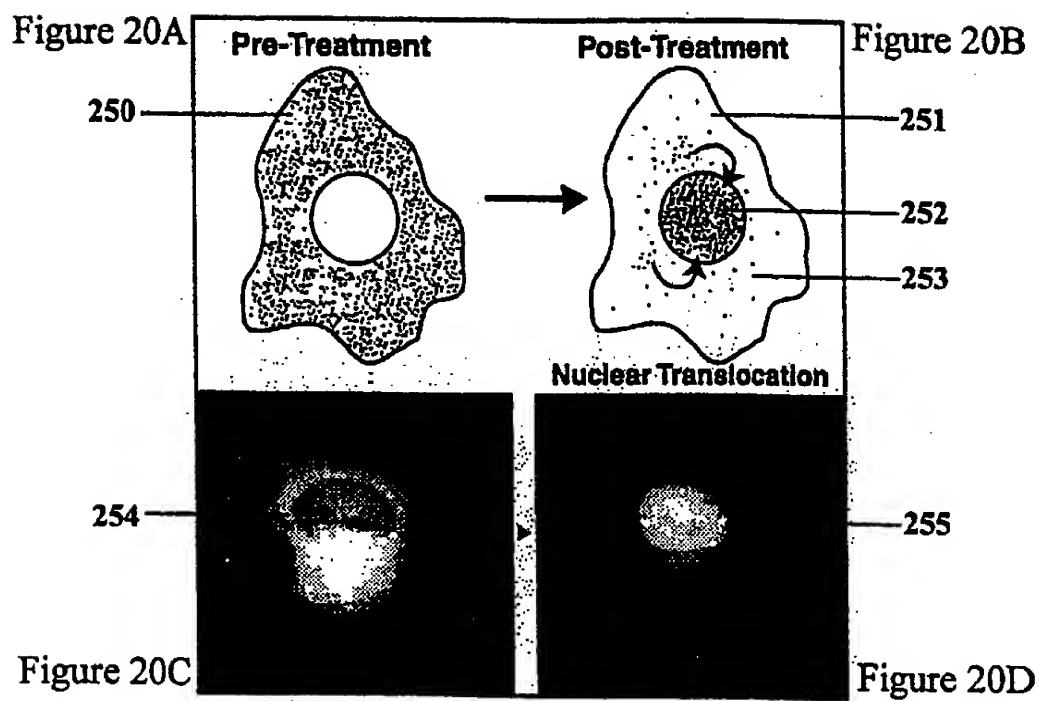 Figure 20A
Pre-Treatment
Post-Treatment
Figure 20B
250
251
252
253
Nuclear Translocation
254
255
Figure 20C
Figure 20D